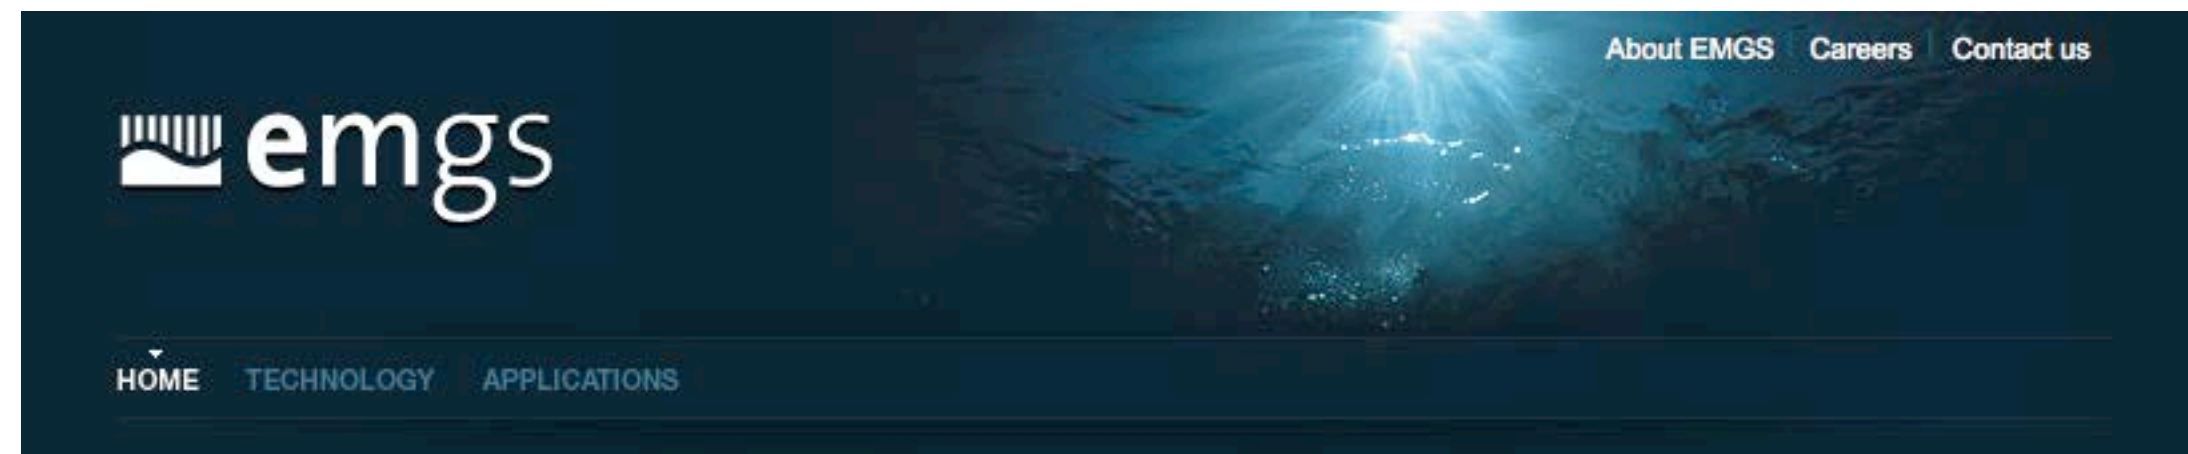 About EMGS Careers Contact us
emgs
HOME TECHNOLOGY APPLICATIONS